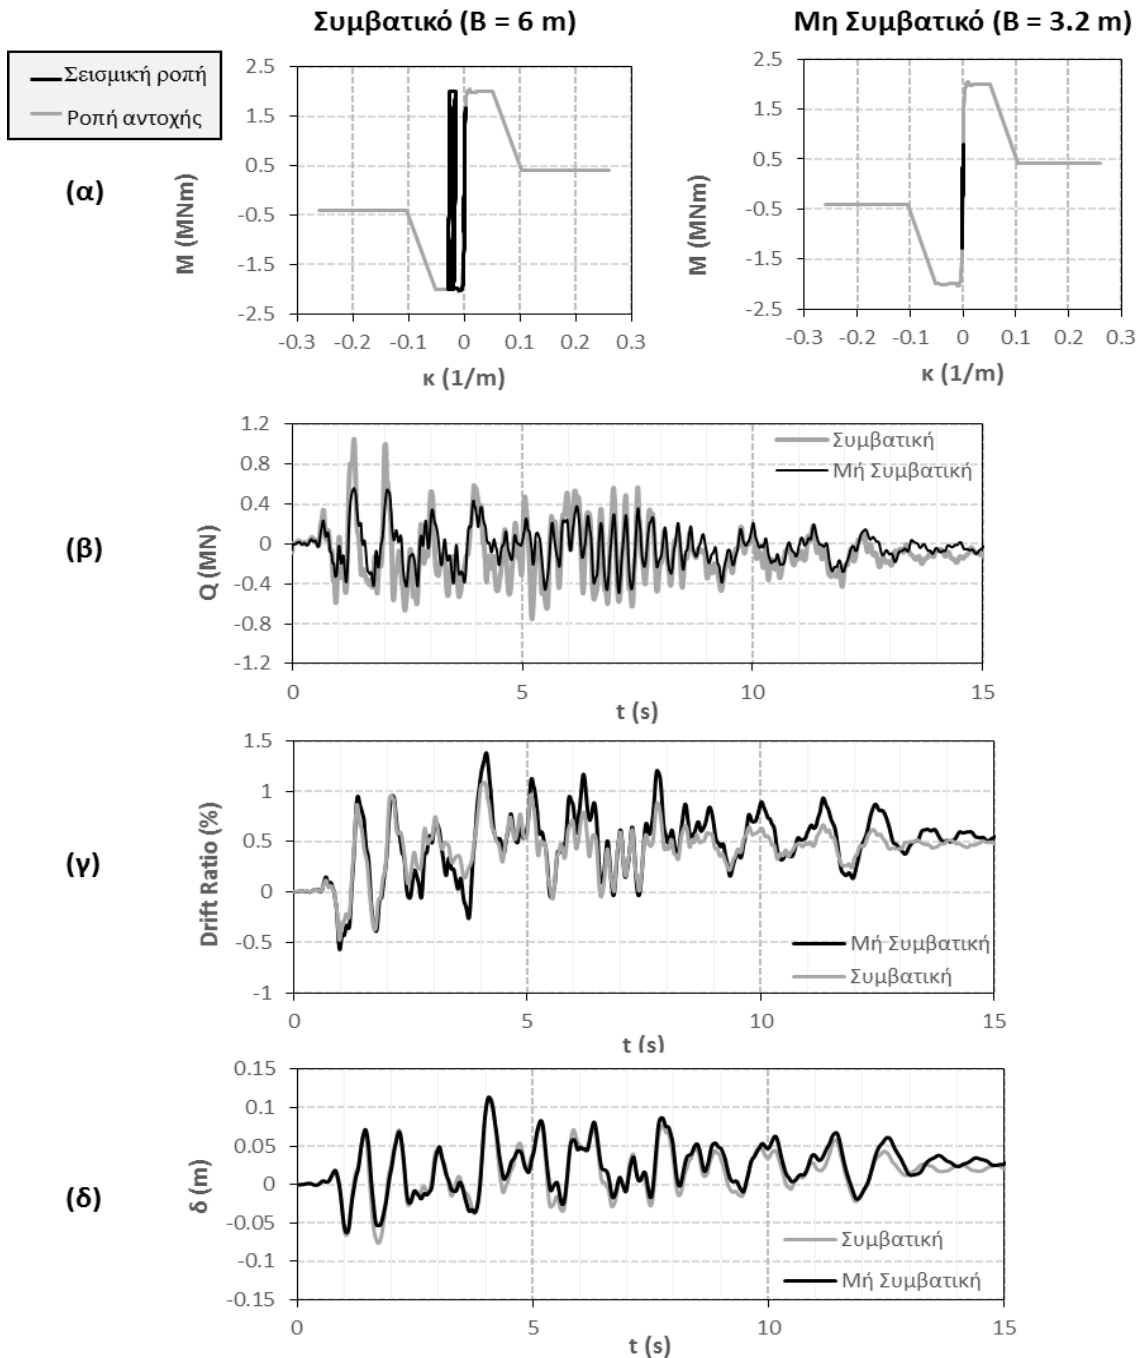 Συμβατικό (B = 6 m)
Μη Συμβατικό (B = 3.2 m)
Σεισμική ροπή
Ροπή αντοχής
(α)
M (MNm)
2.5
1.5
0.5
-0.5
-1.5
-2.5
-0.3 -0.2 -0.1 0 0.1 0.2 0.3
κ (1/m)
M (MNm)
2.5
1.5
0.5
-0.5
-1.5
-2.5
-0.3 -0.2 -0.1 0 0.1 0.2 0.3
κ (1/m)
(β)
Q (MN)
1.2
0.8
0.4
0
-0.4
-0.8
-1.2
Συμβατική
Μή Συμβατική
0 5 10 15
t (s)
(γ)
Drift Ratio (%)
1.5
1
0.5
0
-0.5
-1
Μή Συμβατική
Συμβατική
0 5 10 15
t (s)
(δ)
δ (m)
0.15
0.1
0.05
0
-0.05
-0.1
-0.15
Συμβατική
Μή Συμβατική
0 5 10 15
t (s)